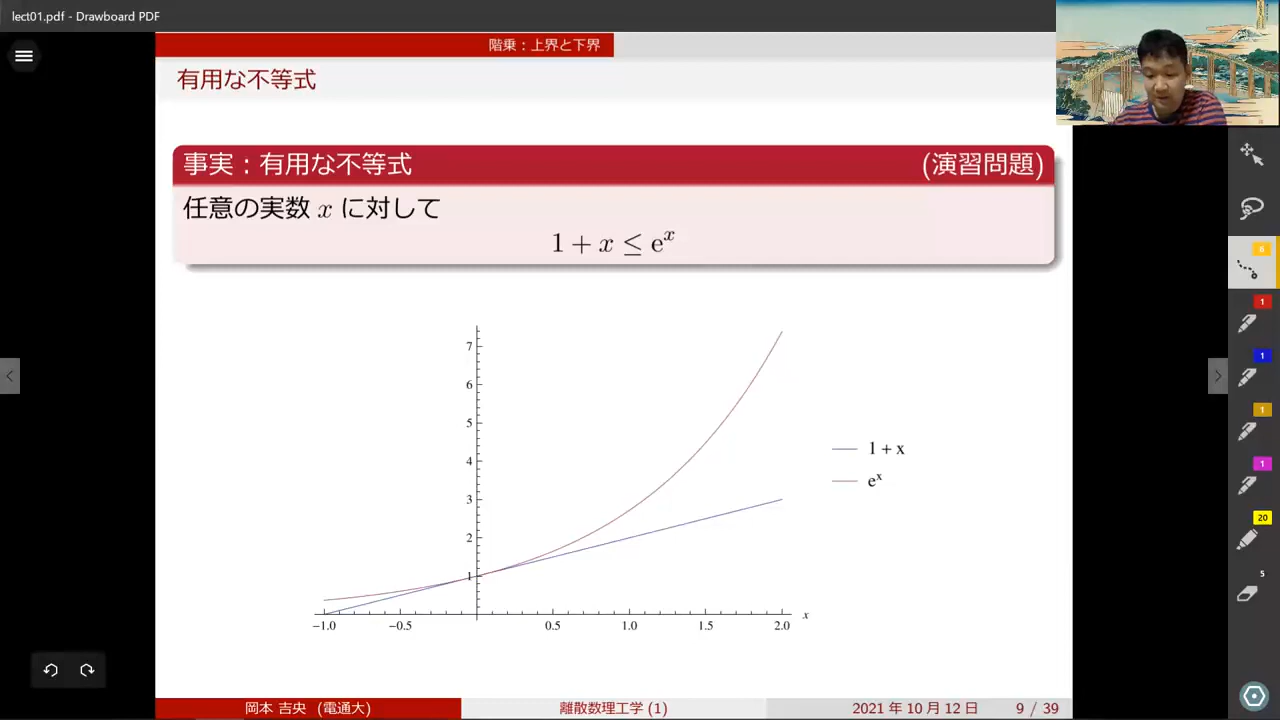 lect01.pdf - Drawboard PDF
階乗：上界と下界
有用な不等式
事実：有用な不等式 (演習問題)
任意の実数 x に対して
1 + x ≤ e^x
7
6
5
4
3
2
1
−1.0 −0.5 0.5 1.0 1.5 2.0 x
1 + x
e^x
6
1
1
1
1
20
5
岡本 吉央 (電通大) 離散数理工学 (1) 2021 年 10 月 12 日 9 / 39